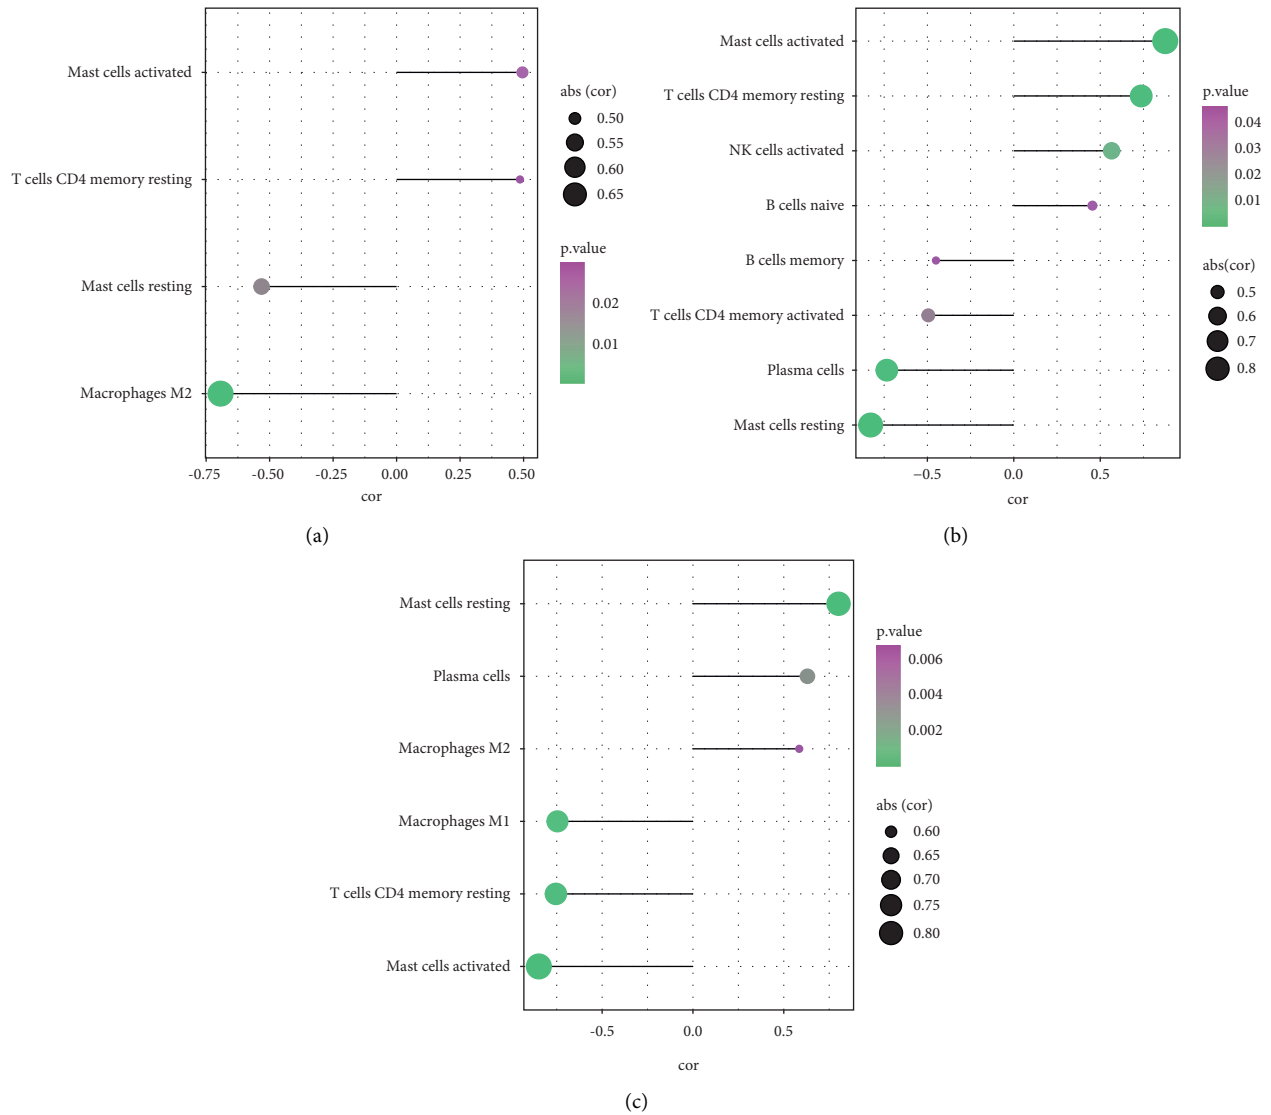 Mast cells activated
T cells CD4 memory resting
Mast cells resting
Macrophages M2
-0.75 -0.50 -0.25 0.00 0.25 0.50
cor
abs (cor)
0.50
0.55
0.60
0.65
p.value
0.02
0.01
(a)
Mast cells activated
T cells CD4 memory resting
NK cells activated
B cells naive
B cells memory
T cells CD4 memory activated
Plasma cells
Mast cells resting
−0.5 0.0 0.5
cor
p.value
0.04
0.03
0.02
0.01
abs(cor)
0.5
0.6
0.7
0.8
(b)
Mast cells resting
Plasma cells
Macrophages M2
Macrophages M1
T cells CD4 memory resting
Mast cells activated
-0.5 0.0 0.5
cor
p.value
0.006
0.004
0.002
abs (cor)
0.60
0.65
0.70
0.75
0.80
(c)